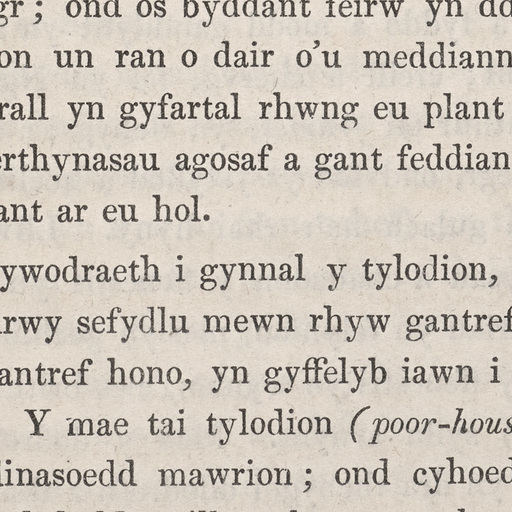 gr; ond os byddant feirw yn dd
on un ran o dair o'u meddiann
rall yn gyfartal rhwng eu plant
erthynasau agosaf a gant feddian
ant ar eu hol.
ywodraeth i gynnal y tylodion,
rwy sefydlu mewn rhyw gantref
antref hono, yn gyffelyb iawn i
Y mae tai tylodion (poor-hous
linasoedd mawrion; ond cyhoed